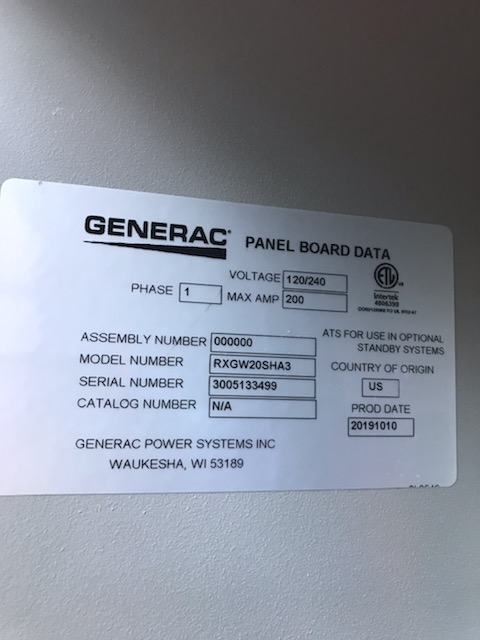 GENERAC
PANEL BOARD DATA
VOLTAGE 120/240
PHASE 1 MAX AMP 200
ETL us
Intertek
4006399
CONFORMS TO UL STD 67
ATS FOR USE IN OPTIONAL
STANDBY SYSTEMS
ASSEMBLY NUMBER 000000
MODEL NUMBER RXGW20SHA3
SERIAL NUMBER 3005133499
CATALOG NUMBER N/A
COUNTRY OF ORIGIN
US
PROD DATE
20191010
GENERAC POWER SYSTEMS INC
WAUKESHA, WI 53189